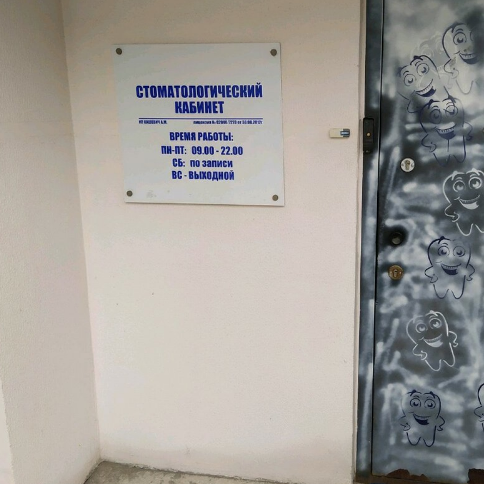 СТОМАТОЛОГИЧЕСКИЙ
КАБИНЕТ
ВРЕМЯ РАБОТЫ:
ПН-ПТ: 09.00 - 22.00
СБ: по записи
ВС - ВЫХОДНОЙ